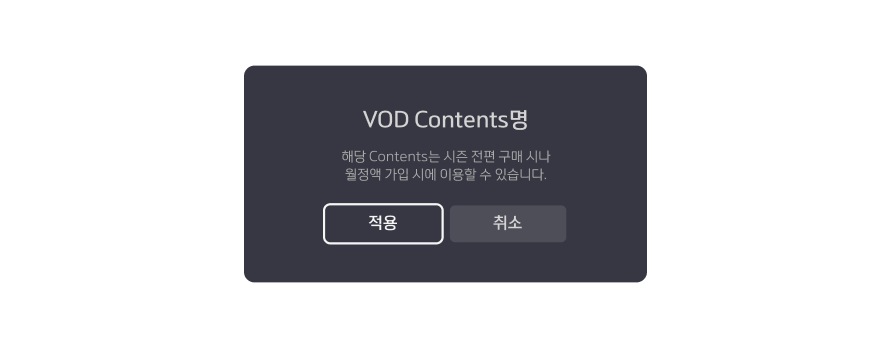 VOD Contents명
해당 Contents는 시즌 전편 구매 시나
월정액 가입 시에 이용할 수 있습니다.
적용
취소